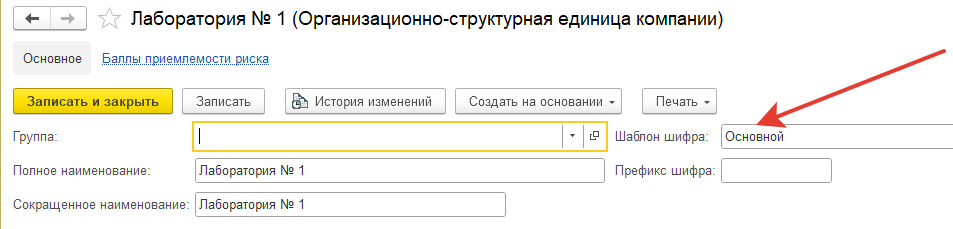 Лаборатория № 1 (Организационно-структурная единица компании)
Основное Баллы приемлемости риска
Записать и закрыть Записать История изменений Создать на основании Печать
Группа: Шаблон шифра: Основной
Полное наименование: Лаборатория № 1 Префикс шифра:
Сокращенное наименование: Лаборатория № 1